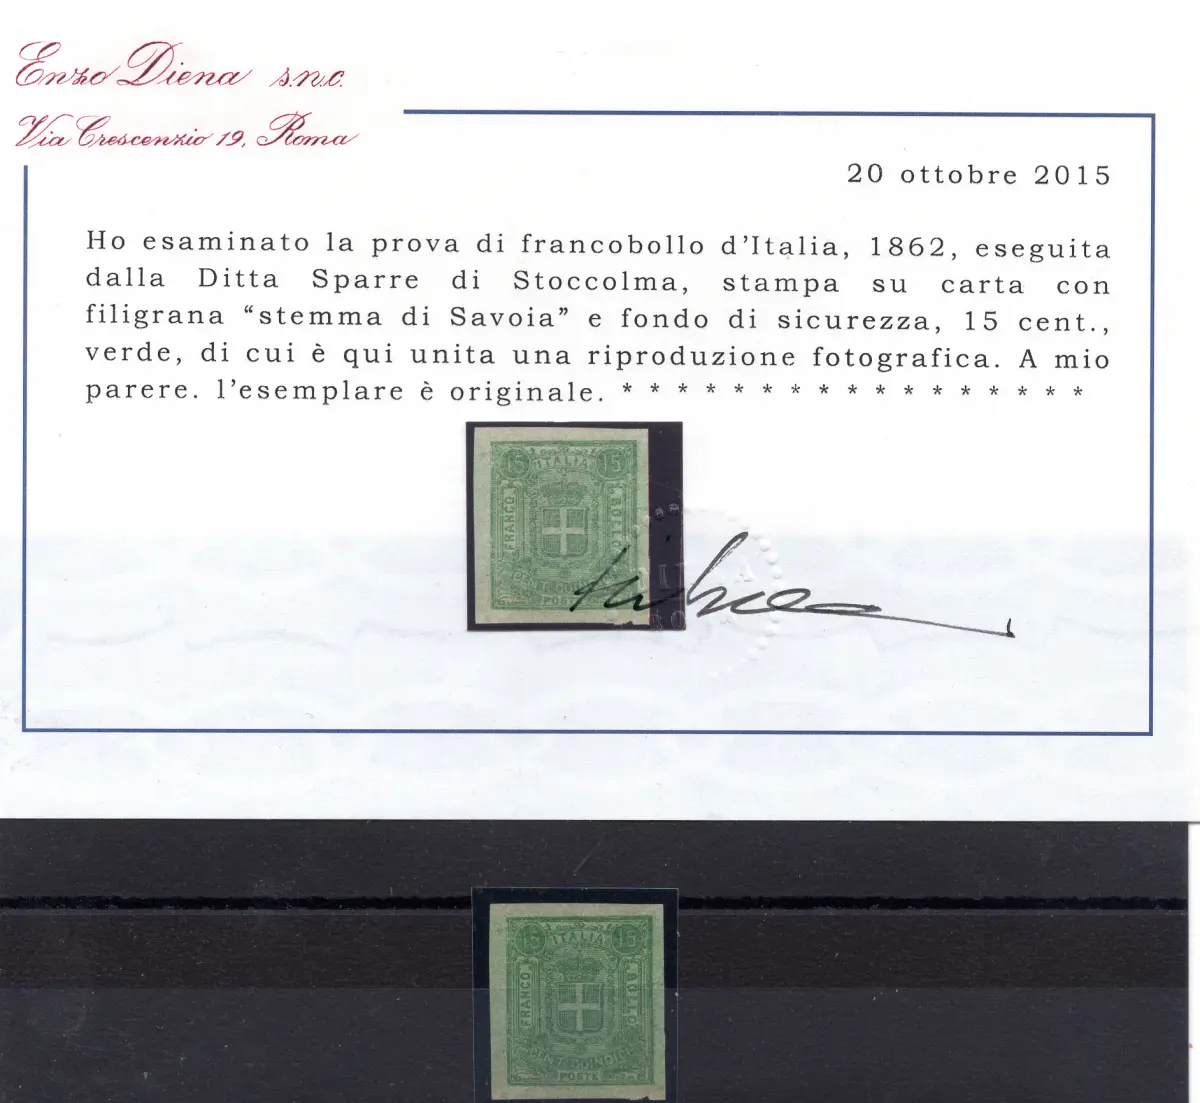 Enzo Diena s.n.c.
Via Crescenzio 19, Roma
20 ottobre 2015
Ho esaminato la prova di francobollo d'Italia, 1862, eseguita
dalla Ditta Sparre di Stoccolma, stampa su carta con
filigrana “stemma di Savoia” e fondo di sicurezza, 15 cent.,
verde, di cui è qui unita una riproduzione fotografica. A mio
parere. l'esemplare è originale. * * * * * * * * * * * * * * * * *
15 ITALIA 15
FRANCO
BOLLO
POSTE
15 ITALIA 15
FRANCO
BOLLO
CENT. QUINDICI
POSTE